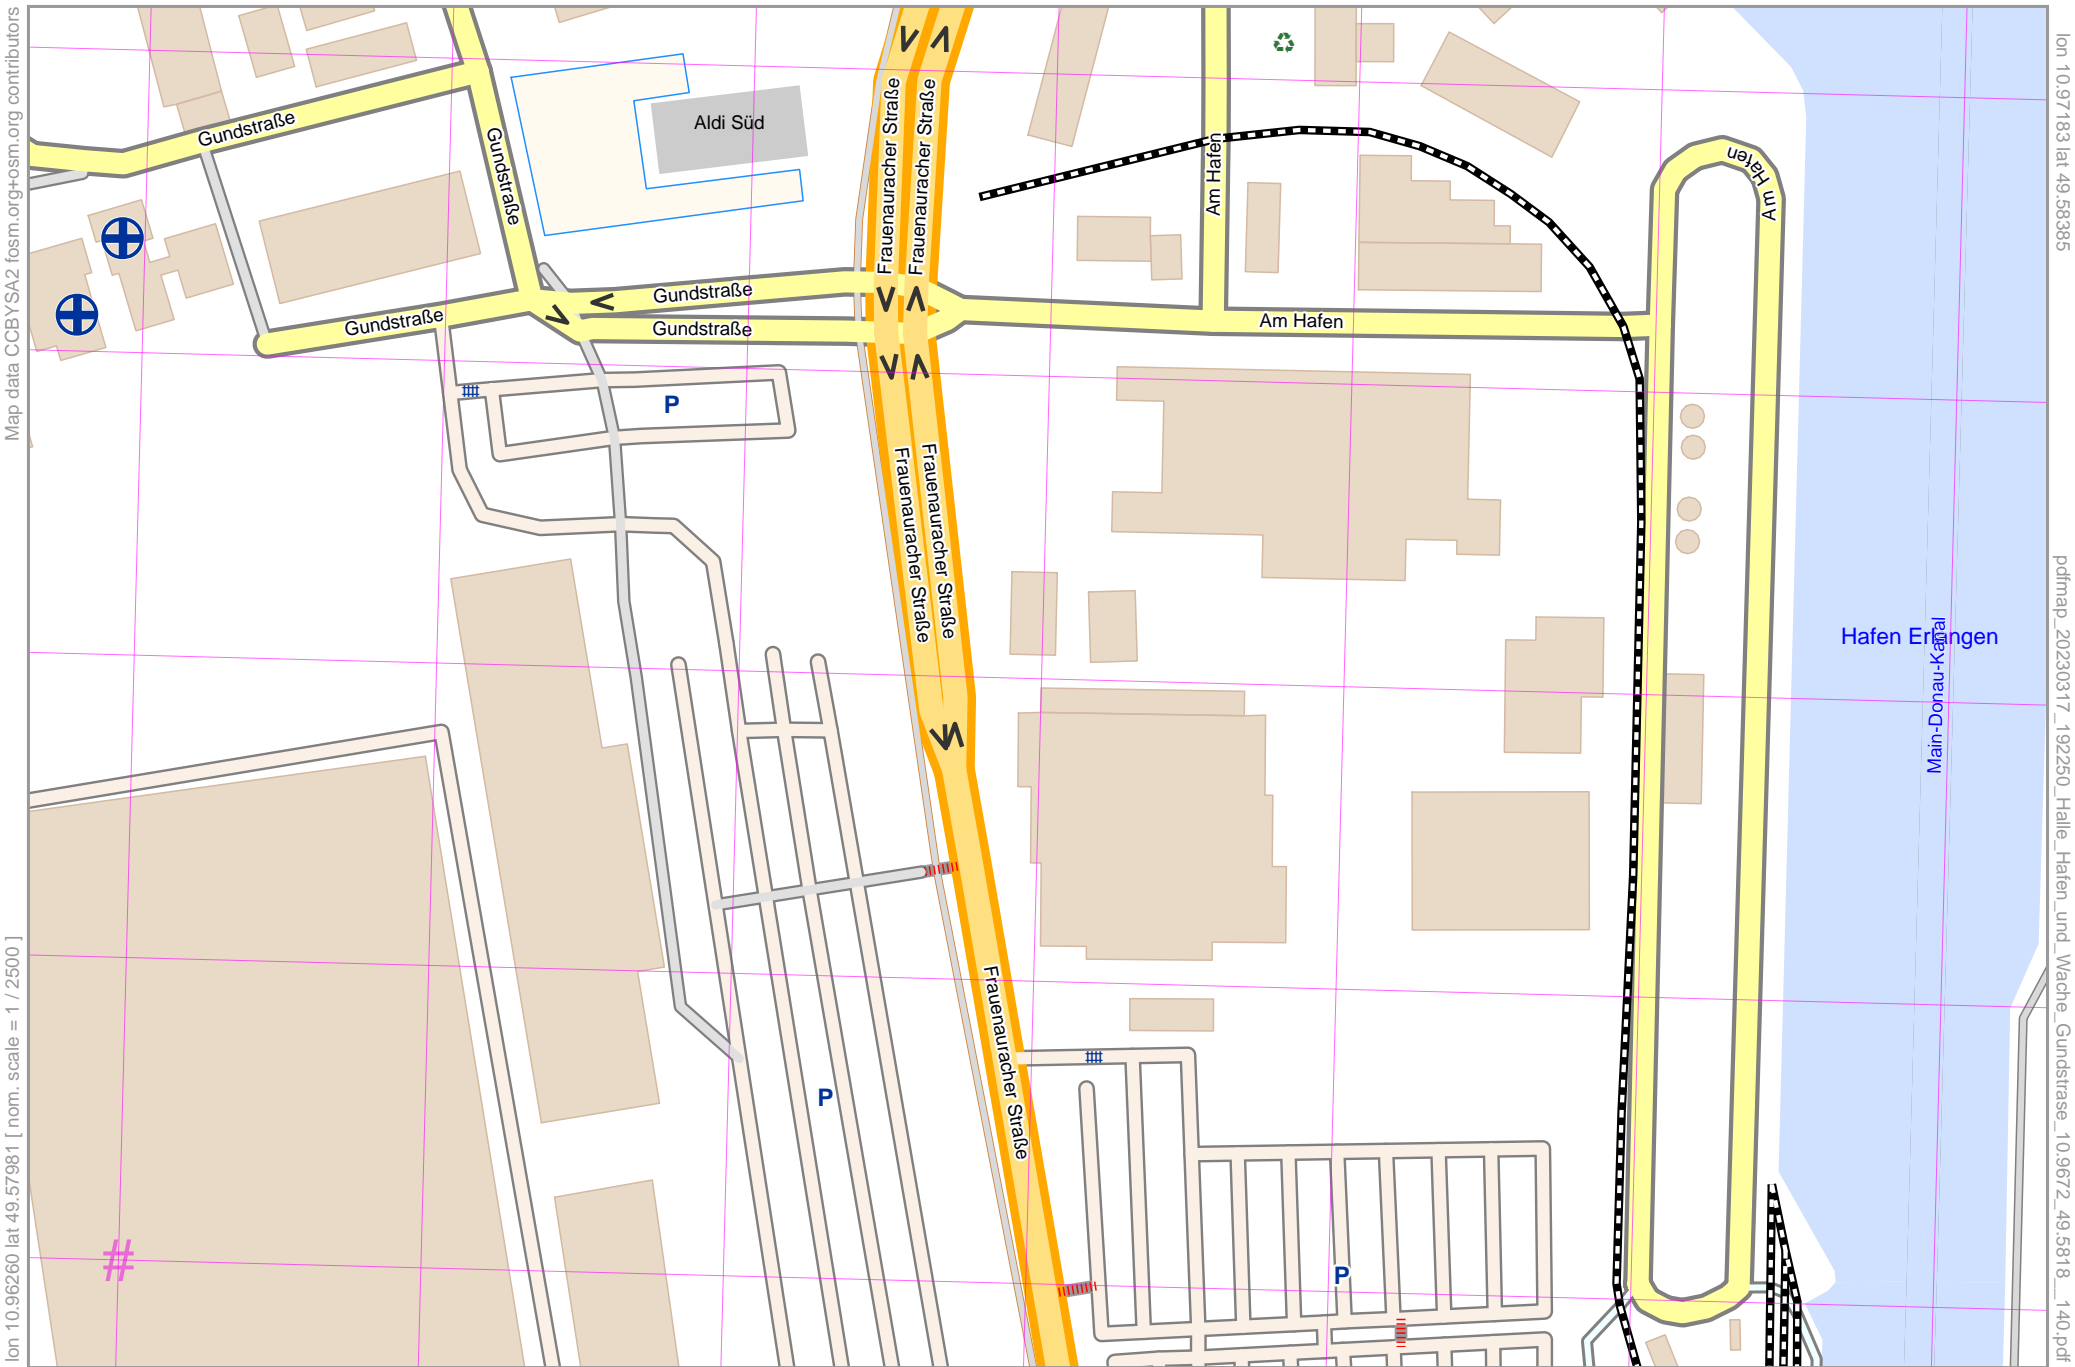 Map data CCBYSA2 fosm.org+osm.org contributors
lon 10.96260 lat 49.57981 [ nom. scale = 1 / 2500 ]
lon 10.97183 lat 49.58385
pdfmap_20230317_192250_Halle_Hafen_und_Wache_Gundstrase_10.9672_49.5818__140.pdf
Gundstraße
Gundstraße
Aldi Süd
Frauenauracher Straße
Frauenauracher Straße
Am Hafen
Am Hafen
Gundstraße
Gundstraße
Gundstraße
Am Hafen
P
Frauenauracher Straße
Frauenauracher Straße
Hafen Erlangen
Main-Donau-Kanal
Frauenauracher Straße
P
P
#